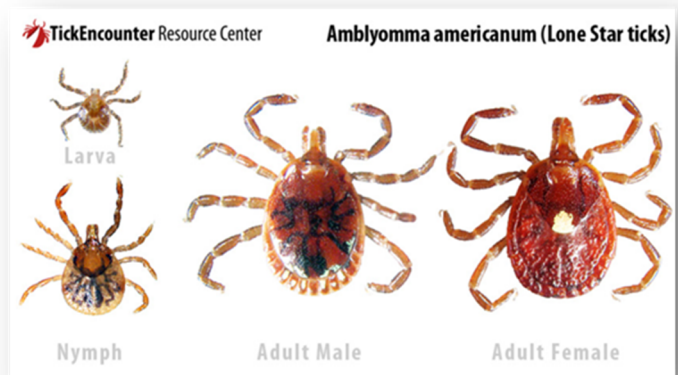 TickEncounter Resource Center
Amblyomma americanum (Lone Star ticks)
Larva
Nymph
Adult Male
Adult Female